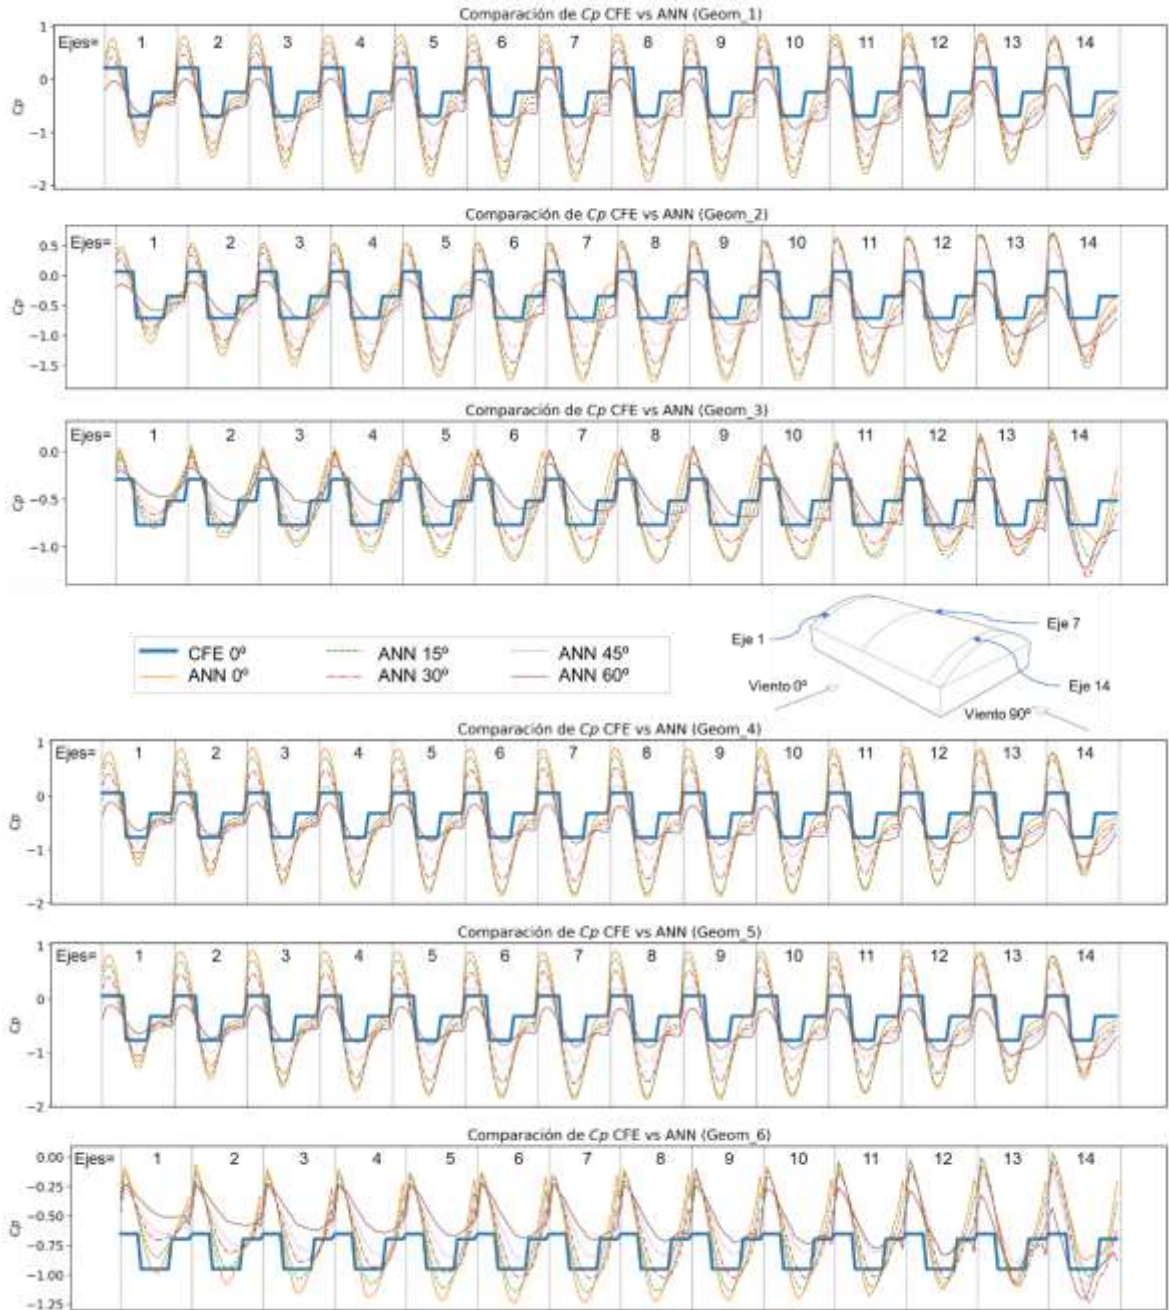 Comparación de Cp CFE vs ANN (Geom_1)
Ejes= 1 2 3 4 5 6 7 8 9 10 11 12 13 14
1
0
−1
−2
Cp
Comparación de Cp CFE vs ANN (Geom_2)
Ejes= 1 2 3 4 5 6 7 8 9 10 11 12 13 14
0.5
0.0
−0.5
−1.0
−1.5
Cp
Comparación de Cp CFE vs ANN (Geom_3)
Ejes= 1 2 3 4 5 6 7 8 9 10 11 12 13 14
0.0
−0.5
−1.0
Cp
CFE 0º ANN 15º ANN 45º
ANN 0º ANN 30º ANN 60º
Eje 1
Eje 7
Eje 14
Viento 0º
Viento 90º
Comparación de Cp CFE vs ANN (Geom_4)
Ejes= 1 2 3 4 5 6 7 8 9 10 11 12 13 14
1
0
−1
−2
Cp
Comparación de Cp CFE vs ANN (Geom_5)
Ejes= 1 2 3 4 5 6 7 8 9 10 11 12 13 14
1
0
−1
−2
Cp
Comparación de Cp CFE vs ANN (Geom_6)
Ejes= 1 2 3 4 5 6 7 8 9 10 11 12 13 14
0.00
−0.25
−0.50
−0.75
−1.00
−1.25
Cp